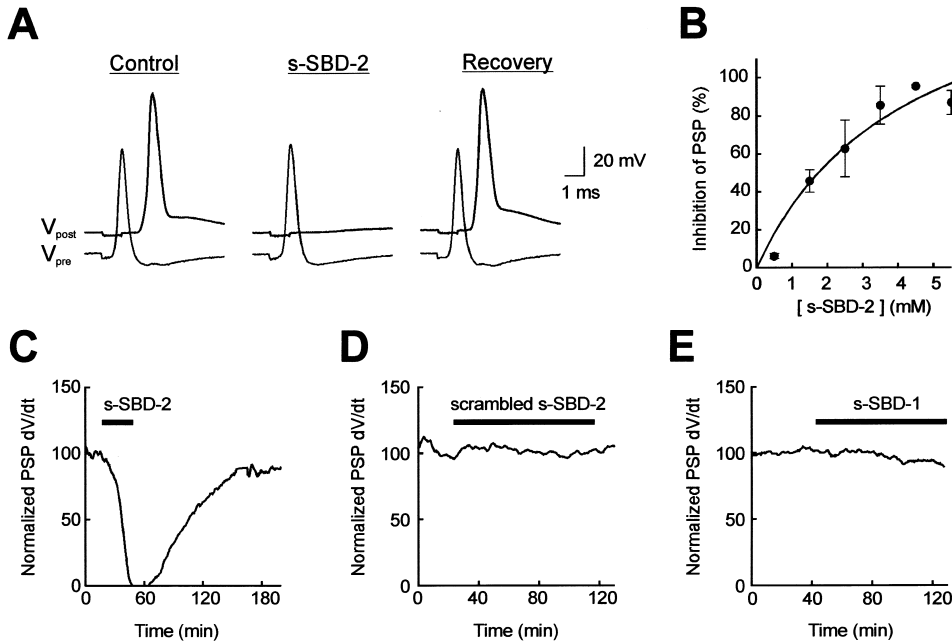 A
Control
s-SBD-2
Recovery
20 mV
1 ms
Vpost
Vpre
B
Inhibition of PSP (%)
100
80
60
40
20
0
0 1 2 3 4 5
[ s-SBD-2 ] (mM)
C
Normalized PSP dV/dt
150
100
50
0
s-SBD-2
0 60 120 180
Time (min)
D
Normalized PSP dV/dt
150
100
50
0
scrambled s-SBD-2
0 40 80 120
Time (min)
E
Normalized PSP dV/dt
150
100
50
0
s-SBD-1
0 40 80 120
Time (min)